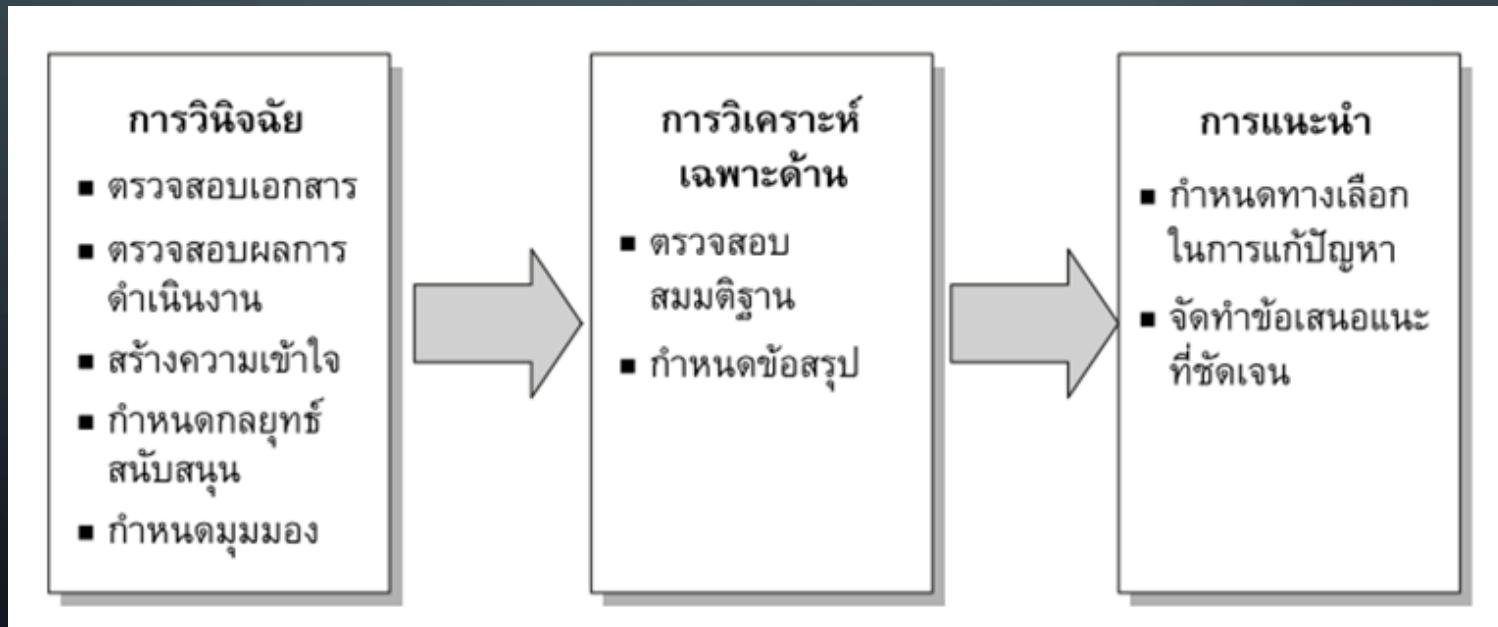 การวินิจฉัย
■ ตรวจสอบเอกสาร
■ ตรวจสอบผลการ
ดำเนินงาน
■ สร้างความเข้าใจ
■ กำหนดกลยุทธ์
สนับสนุน
■ กำหนดมุมมอง
การวิเคราะห์
เฉพาะด้าน
■ ตรวจสอบ
สมมติฐาน
■ กำหนดข้อสรุป
การแนะนำ
■ กำหนดทางเลือก
ในการแก้ปัญหา
■ จัดทำข้อเสนอแนะ
ที่ชัดเจน